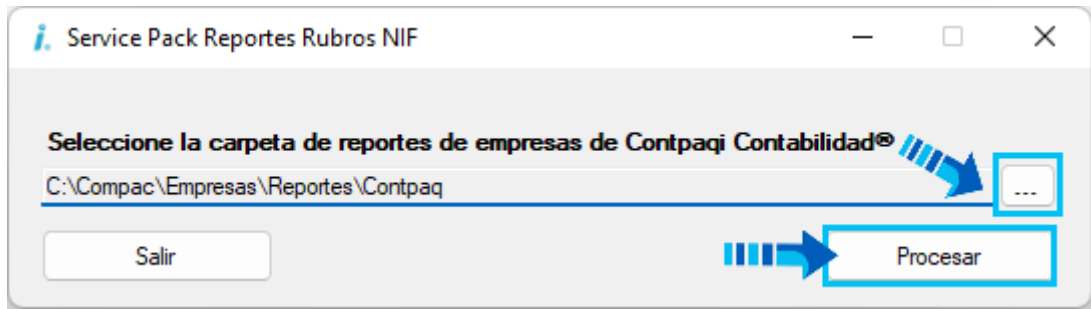 Service Pack Reportes Rubros NIF
Seleccione la carpeta de reportes de empresas de Contpaqi Contabilidad®
C:\Compac\Empresas\Reportes\Contpaq
...
Salir
Procesar